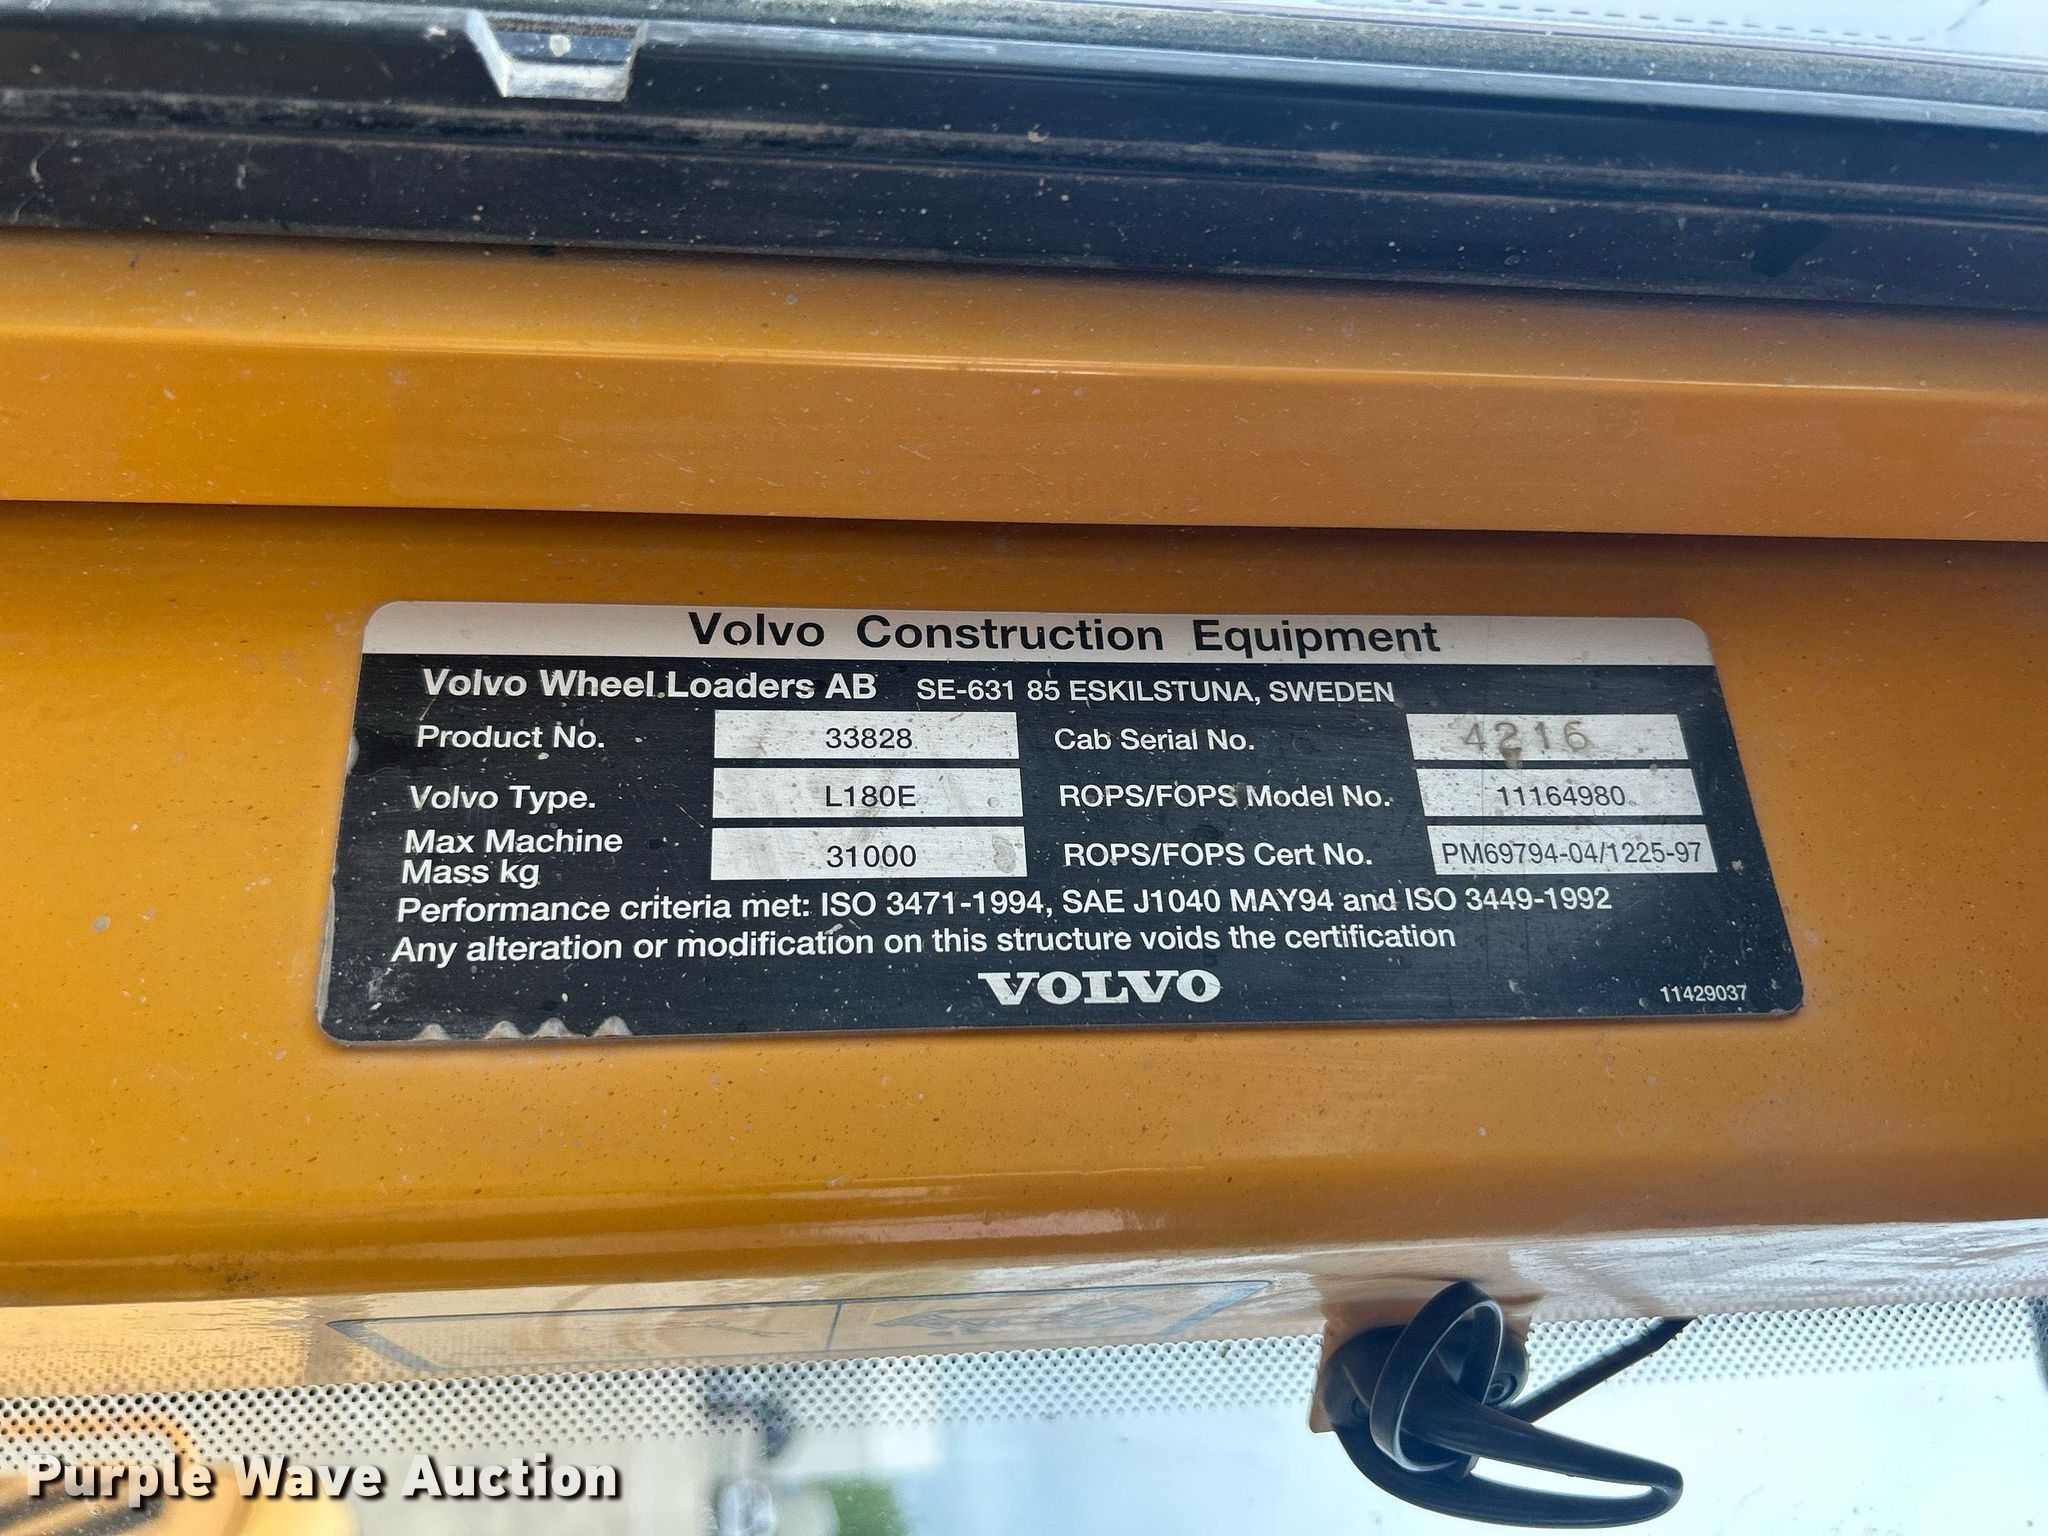 Volvo Construction Equipment
Volvo Wheel Loaders AB SE-631 85 ESKILSTUNA, SWEDEN
Product No. 33828 Cab Serial No. 4216
Volvo Type. L180E ROPS/FOPS Model No. 11164980
Max Machine
Mass kg 31000 ROPS/FOPS Cert No. PM69794-04/1225-97
Performance criteria met: ISO 3471-1994, SAE J1040 MAY94 and ISO 3449-1992
Any alteration or modification on this structure voids the certification
VOLVO
11429037
Purple Wave Auction